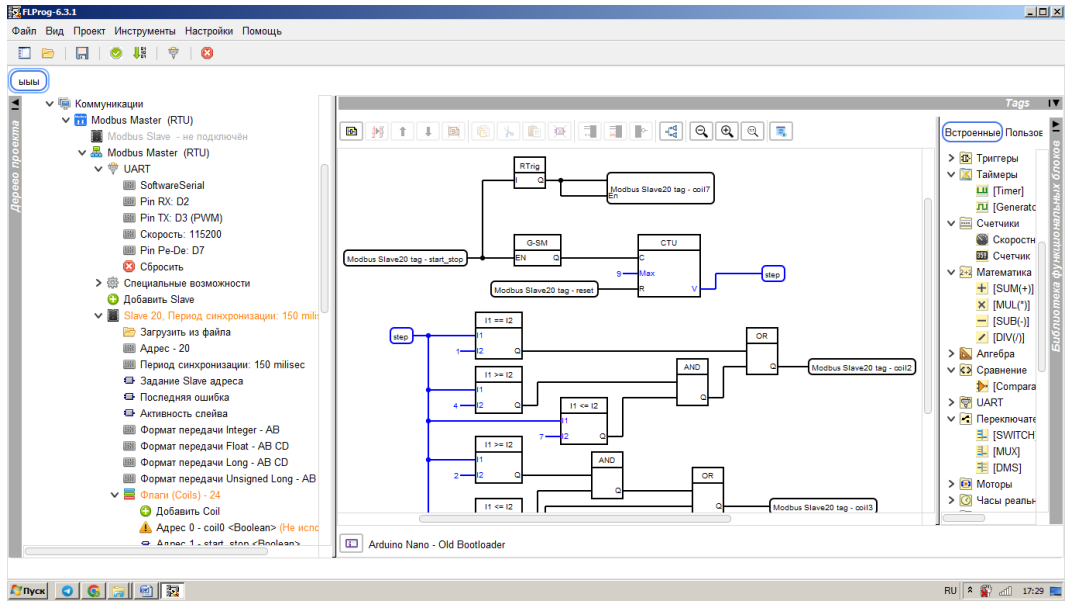 FLProg-6.3.1
Файл Вид Проект Инструменты Настройки Помощь
ыыы
Tags
Дерево проекта
Коммуникации
Modbus Master (RTU)
Modbus Slave - не подключён
Modbus Master (RTU)
UART
SoftwareSerial
Pin RX: D2
Pin TX: D3 (PWM)
Скорость: 115200
Pin Pe-De: D7
Сбросить
Специальные возможности
Добавить Slave
Slave 20, Период синхронизации: 150 mili
Загрузить из файла
Адрес - 20
Период синхронизации: 150 milisec
Задание Slave адреса
Последняя ошибка
Активность слейва
Формат передачи Integer - AB
Формат передачи Float - AB CD
Формат передачи Long - AB CD
Формат передачи Unsigned Long - AB
Флаги (Coils) - 24
Добавить Coil
Адрес 0 - coil0 <Boolean> (Не испо
Адрес 1 - start_stop <Boolean>
RTrig
I Q
Modbus Slave20 tag - coil7
En
Modbus Slave20 tag - start_stop
G-SM
EN Q
CTU
C
9 Max
R V
Modbus Slave20 tag - reset
step
step
I1 == I2
I1
1 I2 Q
OR
Q
Modbus Slave20 tag - coil2
I1 >= I2
I1
4 I2 Q
AND
Q
I1 <= I2
I1
7 I2 Q
I1 >= I2
I1
2 I2 Q
AND
Q
OR
Q
Modbus Slave20 tag - coil3
I1 <= I2
Arduino Nano - Old Bootloader
Встроенные Пользов
Триггеры
Таймеры
[Timer]
[Generato
Счетчики
Скоростн
Счетчик
Математика
[SUM(+)]
[MUL(*)]
[SUB(-)]
[DIV(/)]
Алгебра
Сравнение
[Compara
UART
Переключате
[SWITCH
[MUX]
[DMS]
Моторы
Часы реальн
Библиотека функциональных блоков
Пуск
RU
17:29